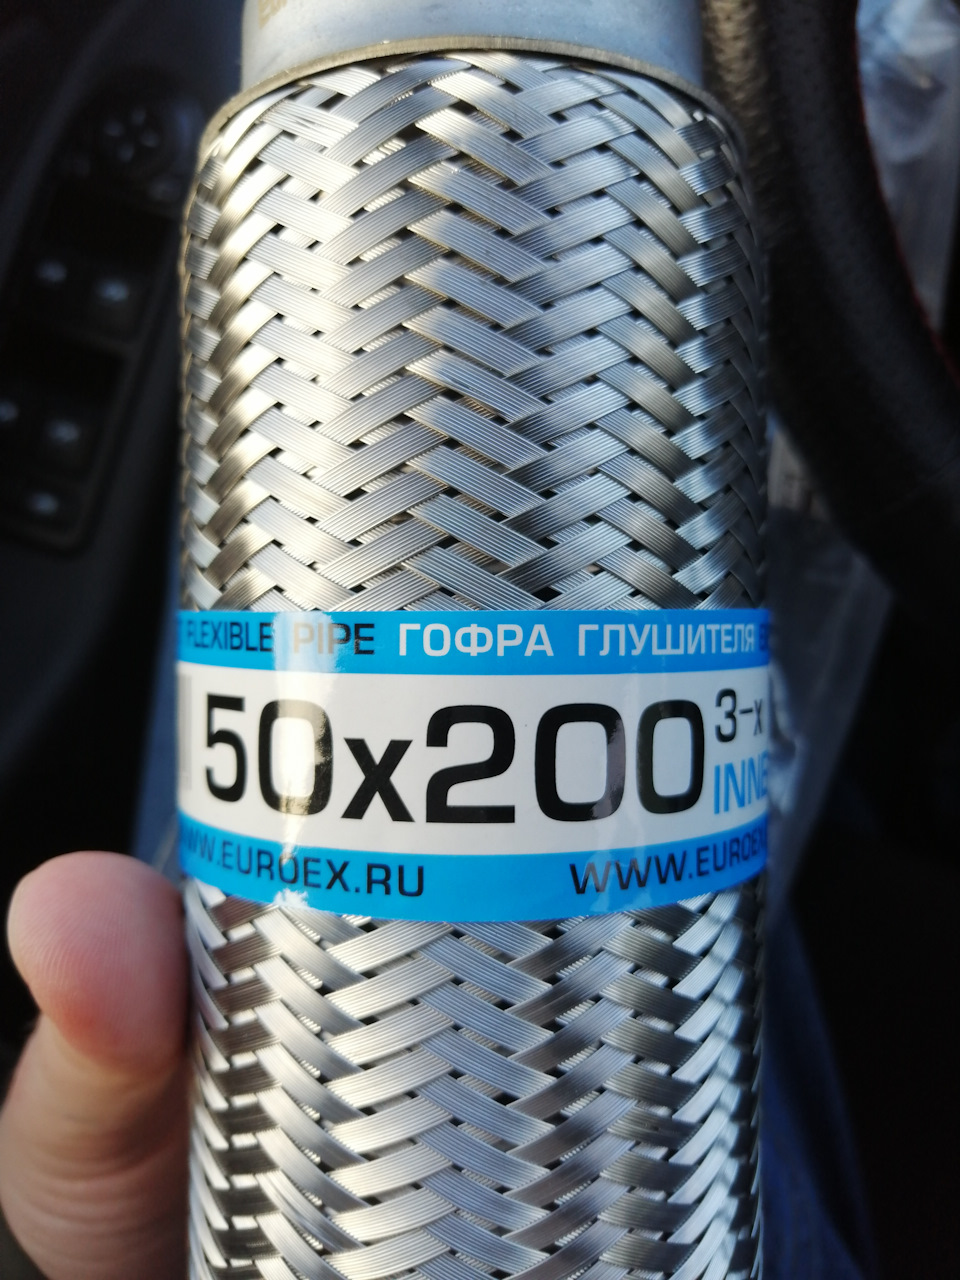 FLEXIBLE PIPE ГОФРА ГЛУШИТЕЛЯ
50x200
3-х
INNE
WWW.EUROEX.RU WWW.EUROEX